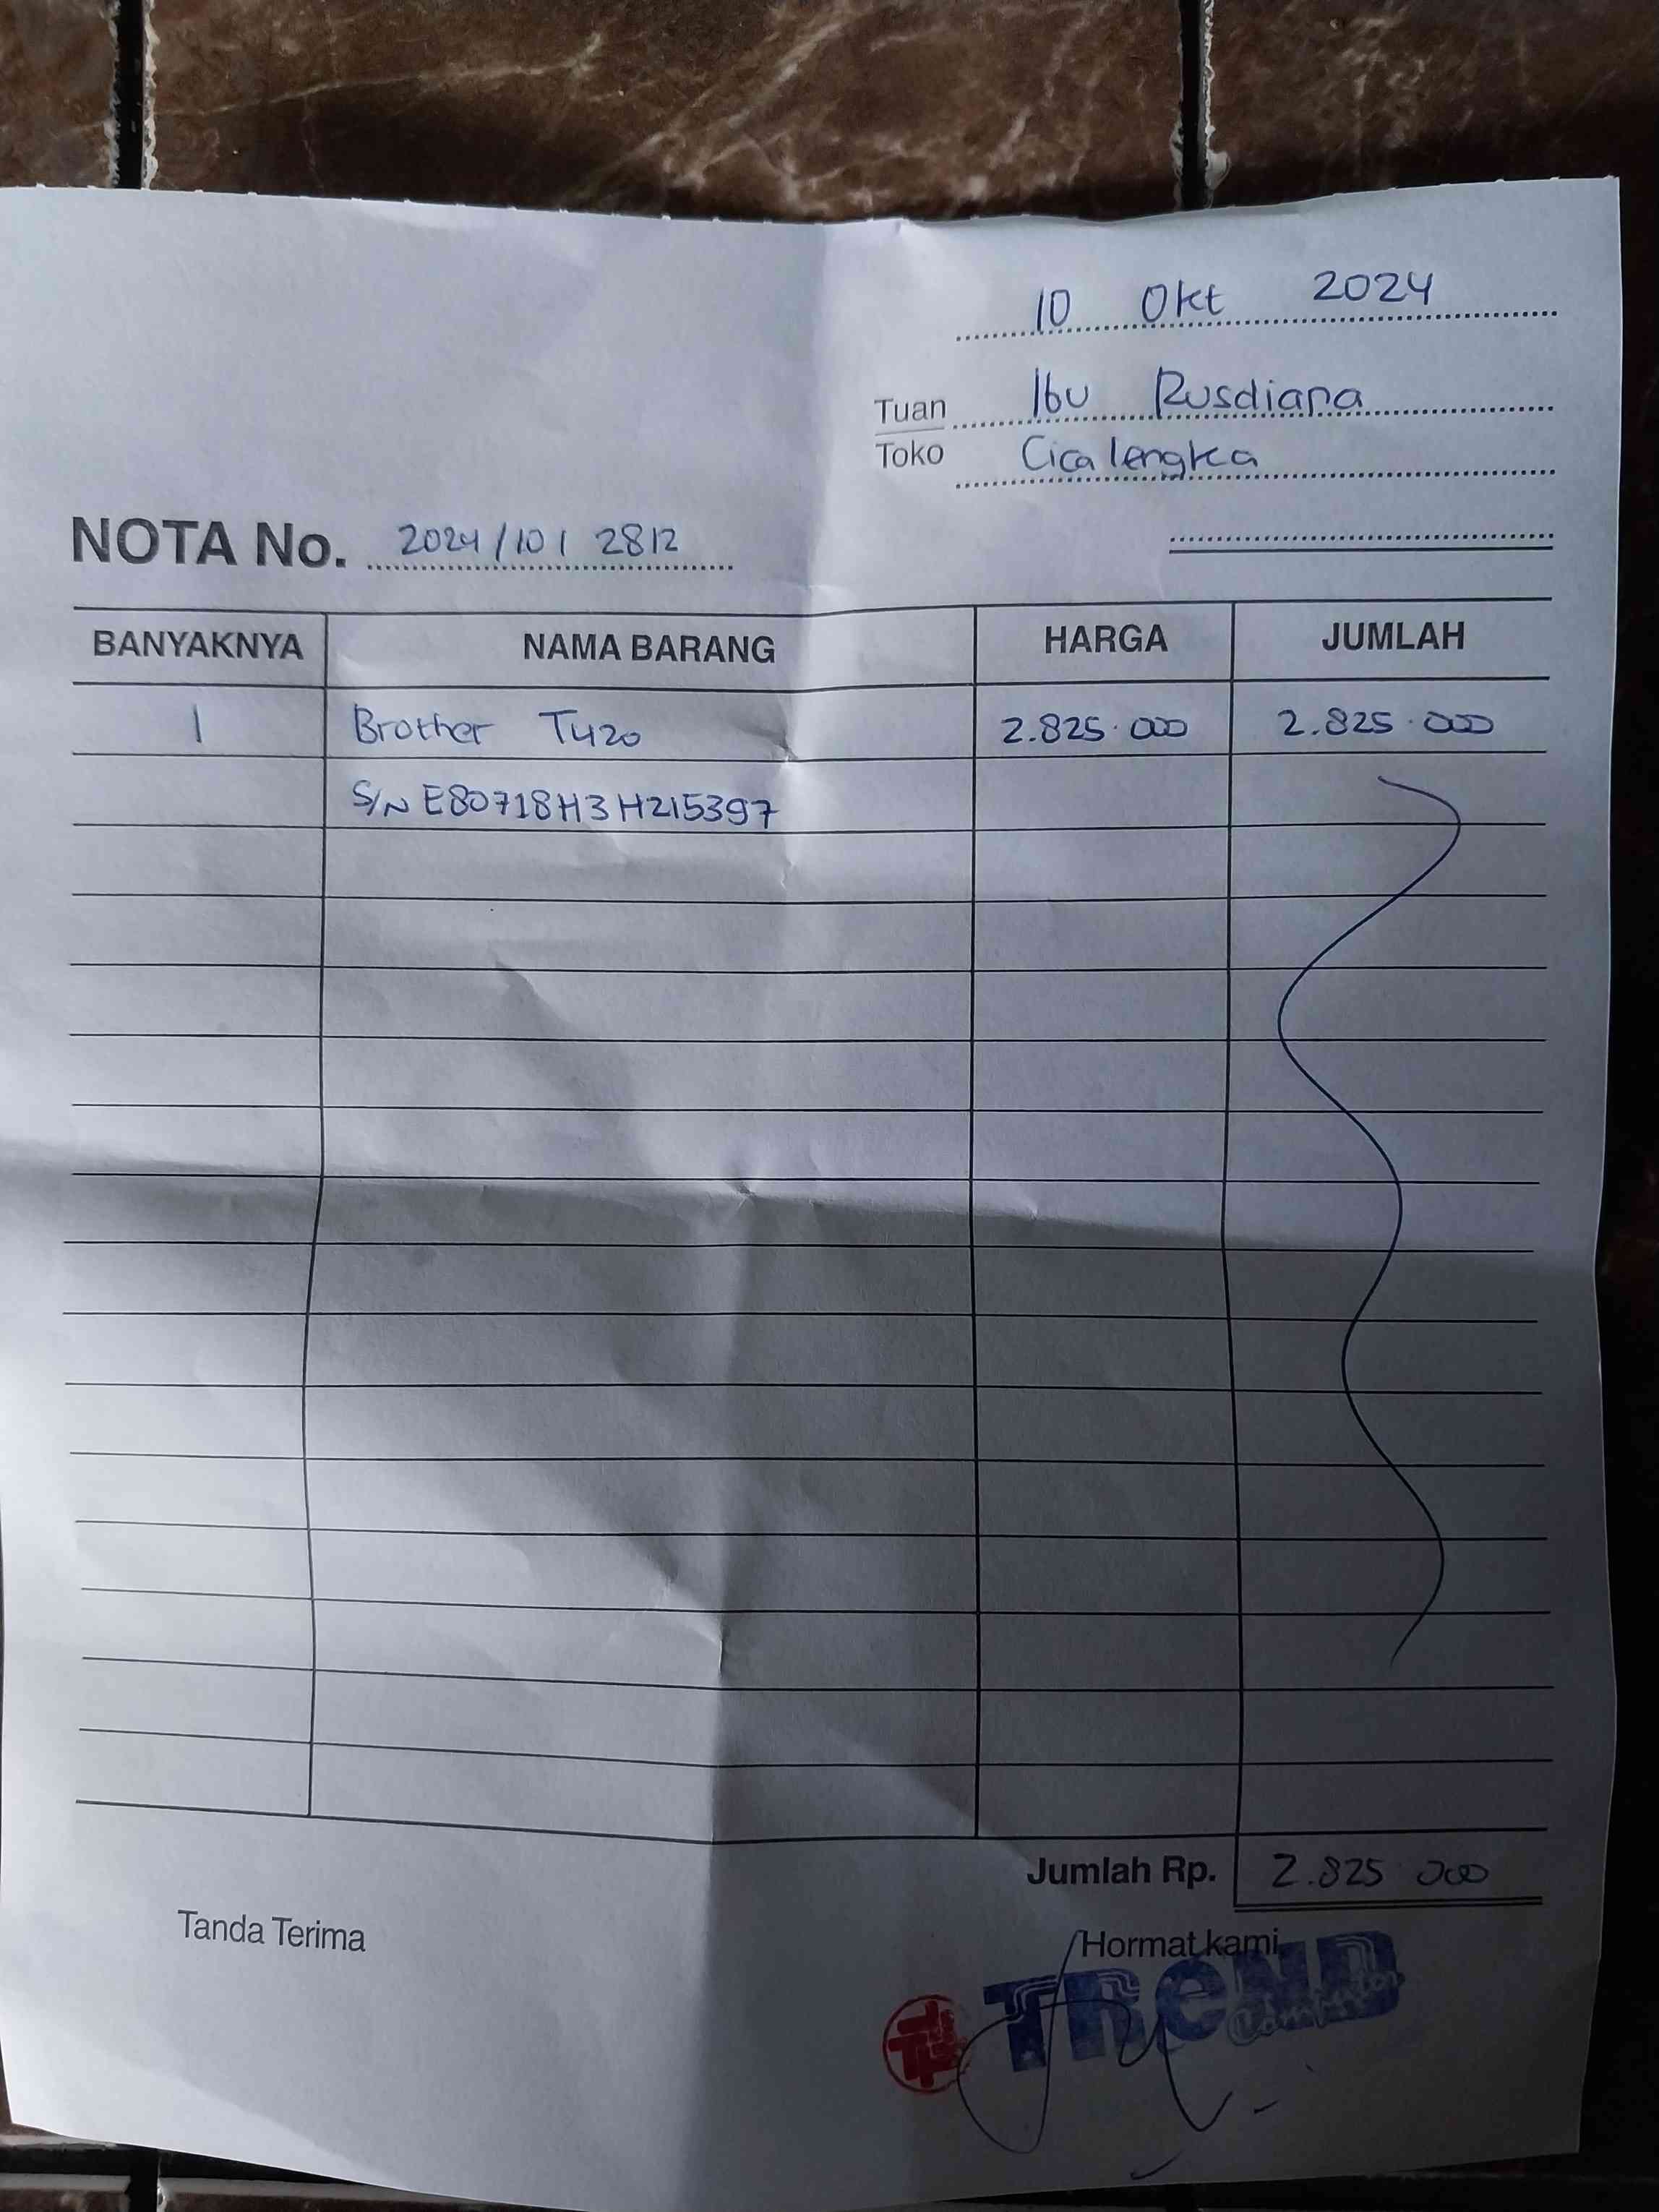 10 Okt 2024
Tuan Ibu Rusdiana
Toko Cicalengka
NOTA No. 2024/10/ 2812
BANYAKNYA NAMA BARANG HARGA JUMLAH
1 Brother T420 2.825.000 2.825.000
S/N E80718H3H215397
Jumlah Rp. 2.825 000
Tanda Terima
Hormat kami,
TREND
Computer